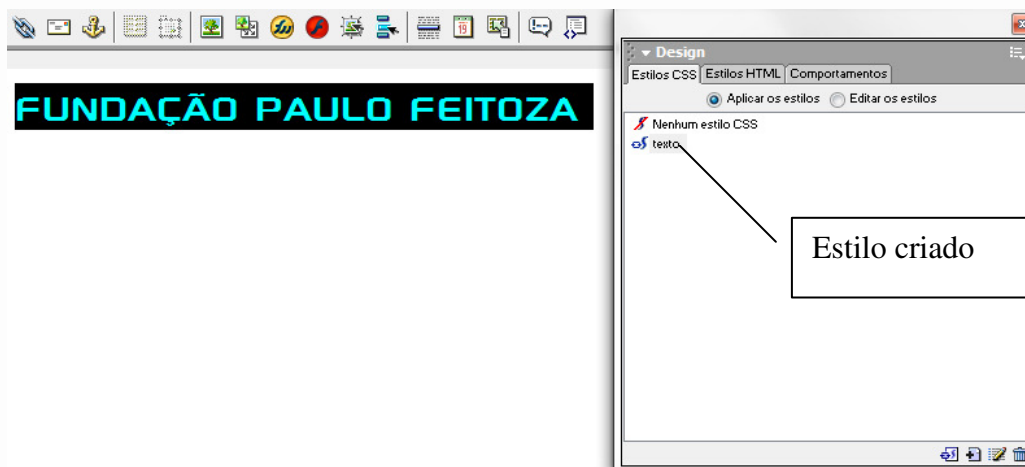 Design
Estilos CSS Estilos HTML Comportamentos
Aplicar os estilos Editar os estilos
FUNDAÇÃO PAULO FEITOZA
Nenhum estilo CSS
texto
Estilo criado
19